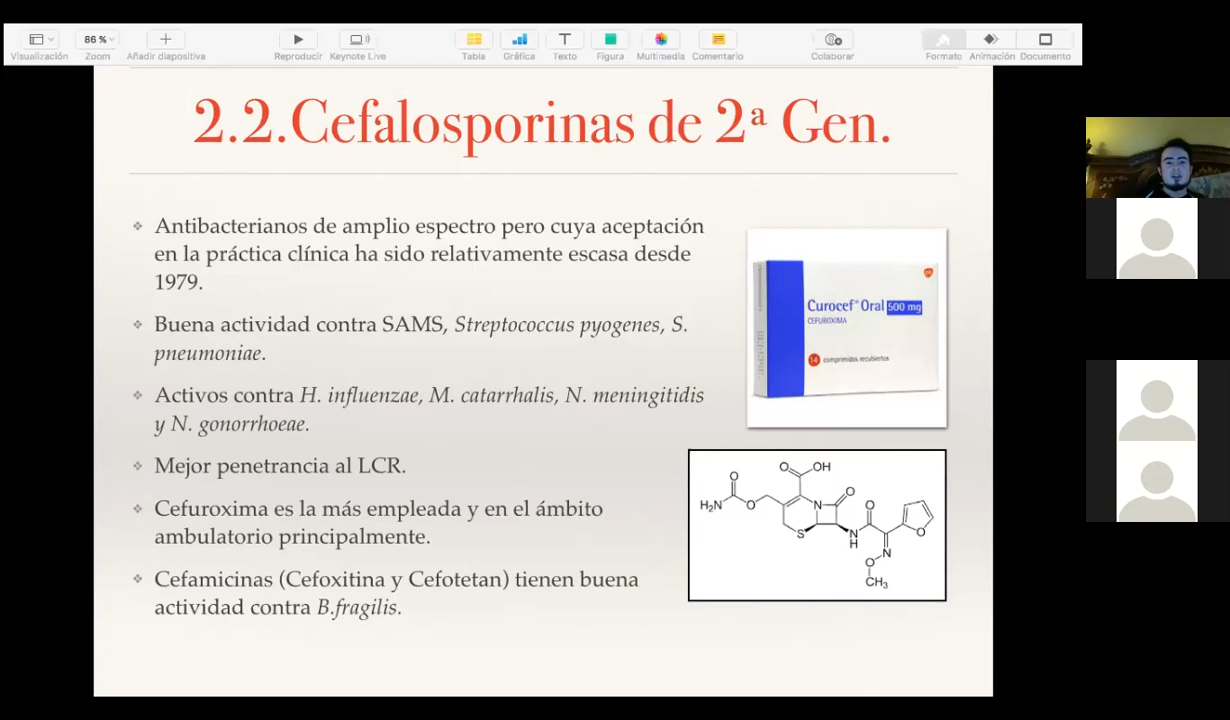 86 %
Visualización
Zoom
Añadir diapositiva
Reproducir
Keynote Live
Tabla
Gráfica
Texto
Figura
Multimedia
Comentario
Colaborar
Formato
Animación
Documento
2.2.Cefalosporinas de 2ª Gen.
Antibacterianos de amplio espectro pero cuya aceptación
en la práctica clínica ha sido relativamente escasa desde
1979.
Buena actividad contra SAMS, Streptococcus pyogenes, S.
pneumoniae.
Activos contra H. influenzae, M. catarrhalis, N. meningitidis
y N. gonorrhoeae.
Mejor penetrancia al LCR.
Cefuroxima es la más empleada y en el ámbito
ambulatorio principalmente.
Cefamicinas (Cefoxitina y Cefotetan) tienen buena
actividad contra B.fragilis.
Curocef® Oral 500 mg
CEFUROXIMA
14 comprimidos recubiertos
O
OH
O
H₂N
O
N
O
O
S
N
H
O
N
O
CH₃